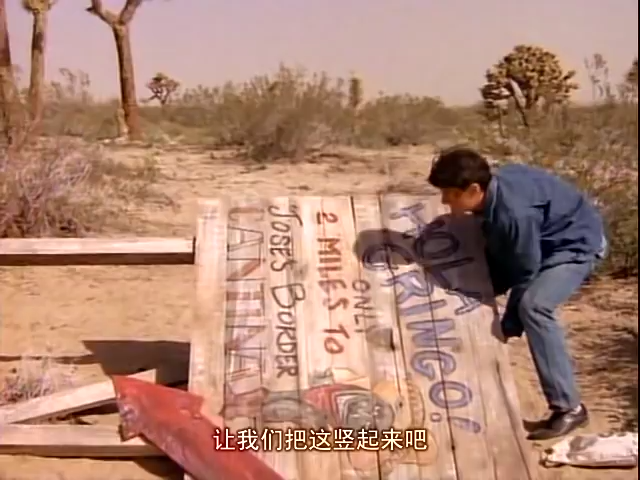 HOLA
GRINGO!
ONLY
2 MILES TO
JOSE'S BORDER
CANTINA
让我们把这竖起来吧